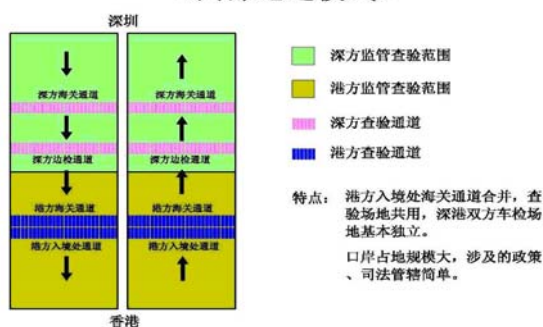 深圳
深方海关通道
深方海关通道
深方边检通道
深方边检通道
港方海关通道
港方海关通道
港方入境处通道
港方入境处通道
香港
深方监管查验范围
港方监管查验范围
深方查验通道
港方查验通道
特点： 港方入境处海关通道合并，查
验场地共用，深港双方车检场
地基本独立。
口岸占地规模大，涉及的政策
、司法管辖简单。